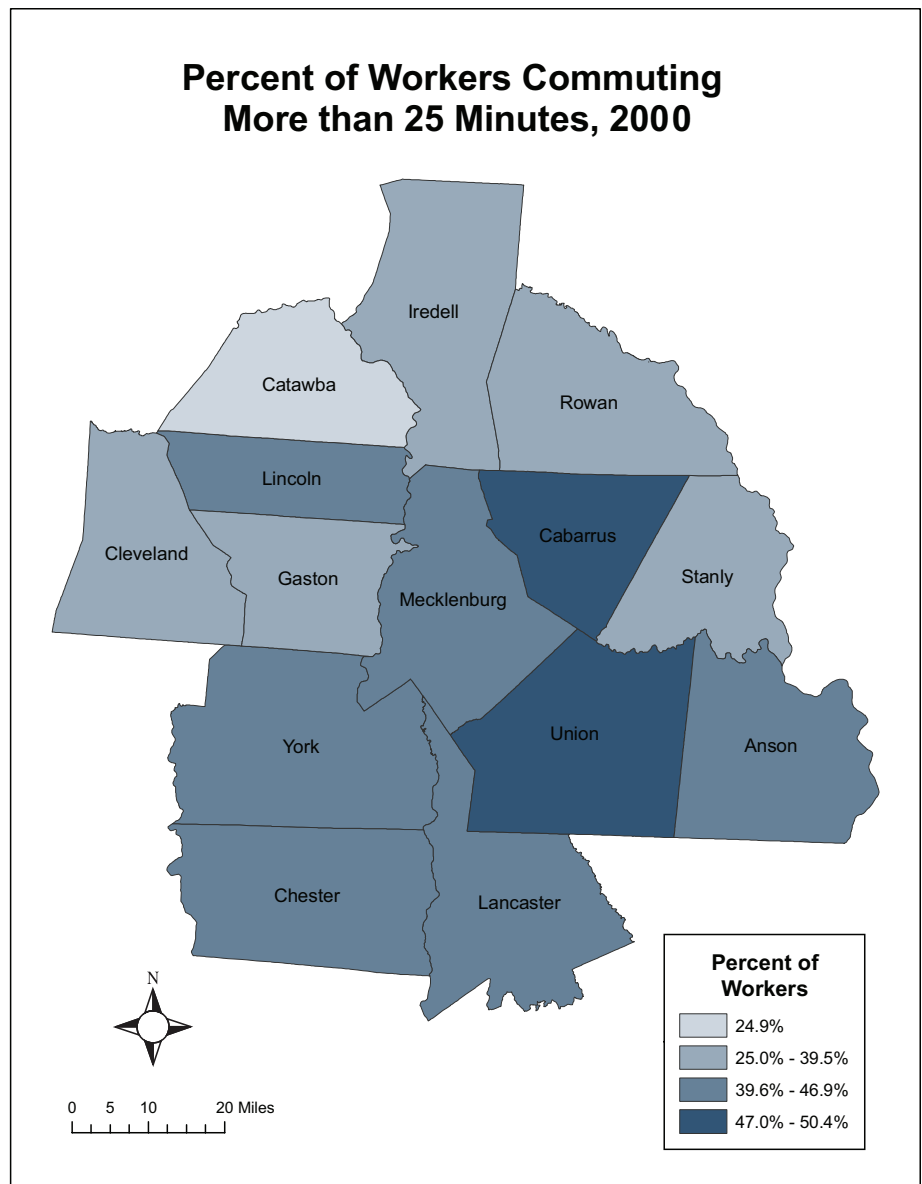 Percent of Workers Commuting
More than 25 Minutes, 2000
Iredell
Catawba
Rowan
Lincoln
Cabarrus
Cleveland
Gaston
Stanly
Mecklenburg
Union
York
Anson
Chester
Lancaster
Percent of
Workers
24.9%
25.0% - 39.5%
39.6% - 46.9%
47.0% - 50.4%
N
0 5 10 20 Miles